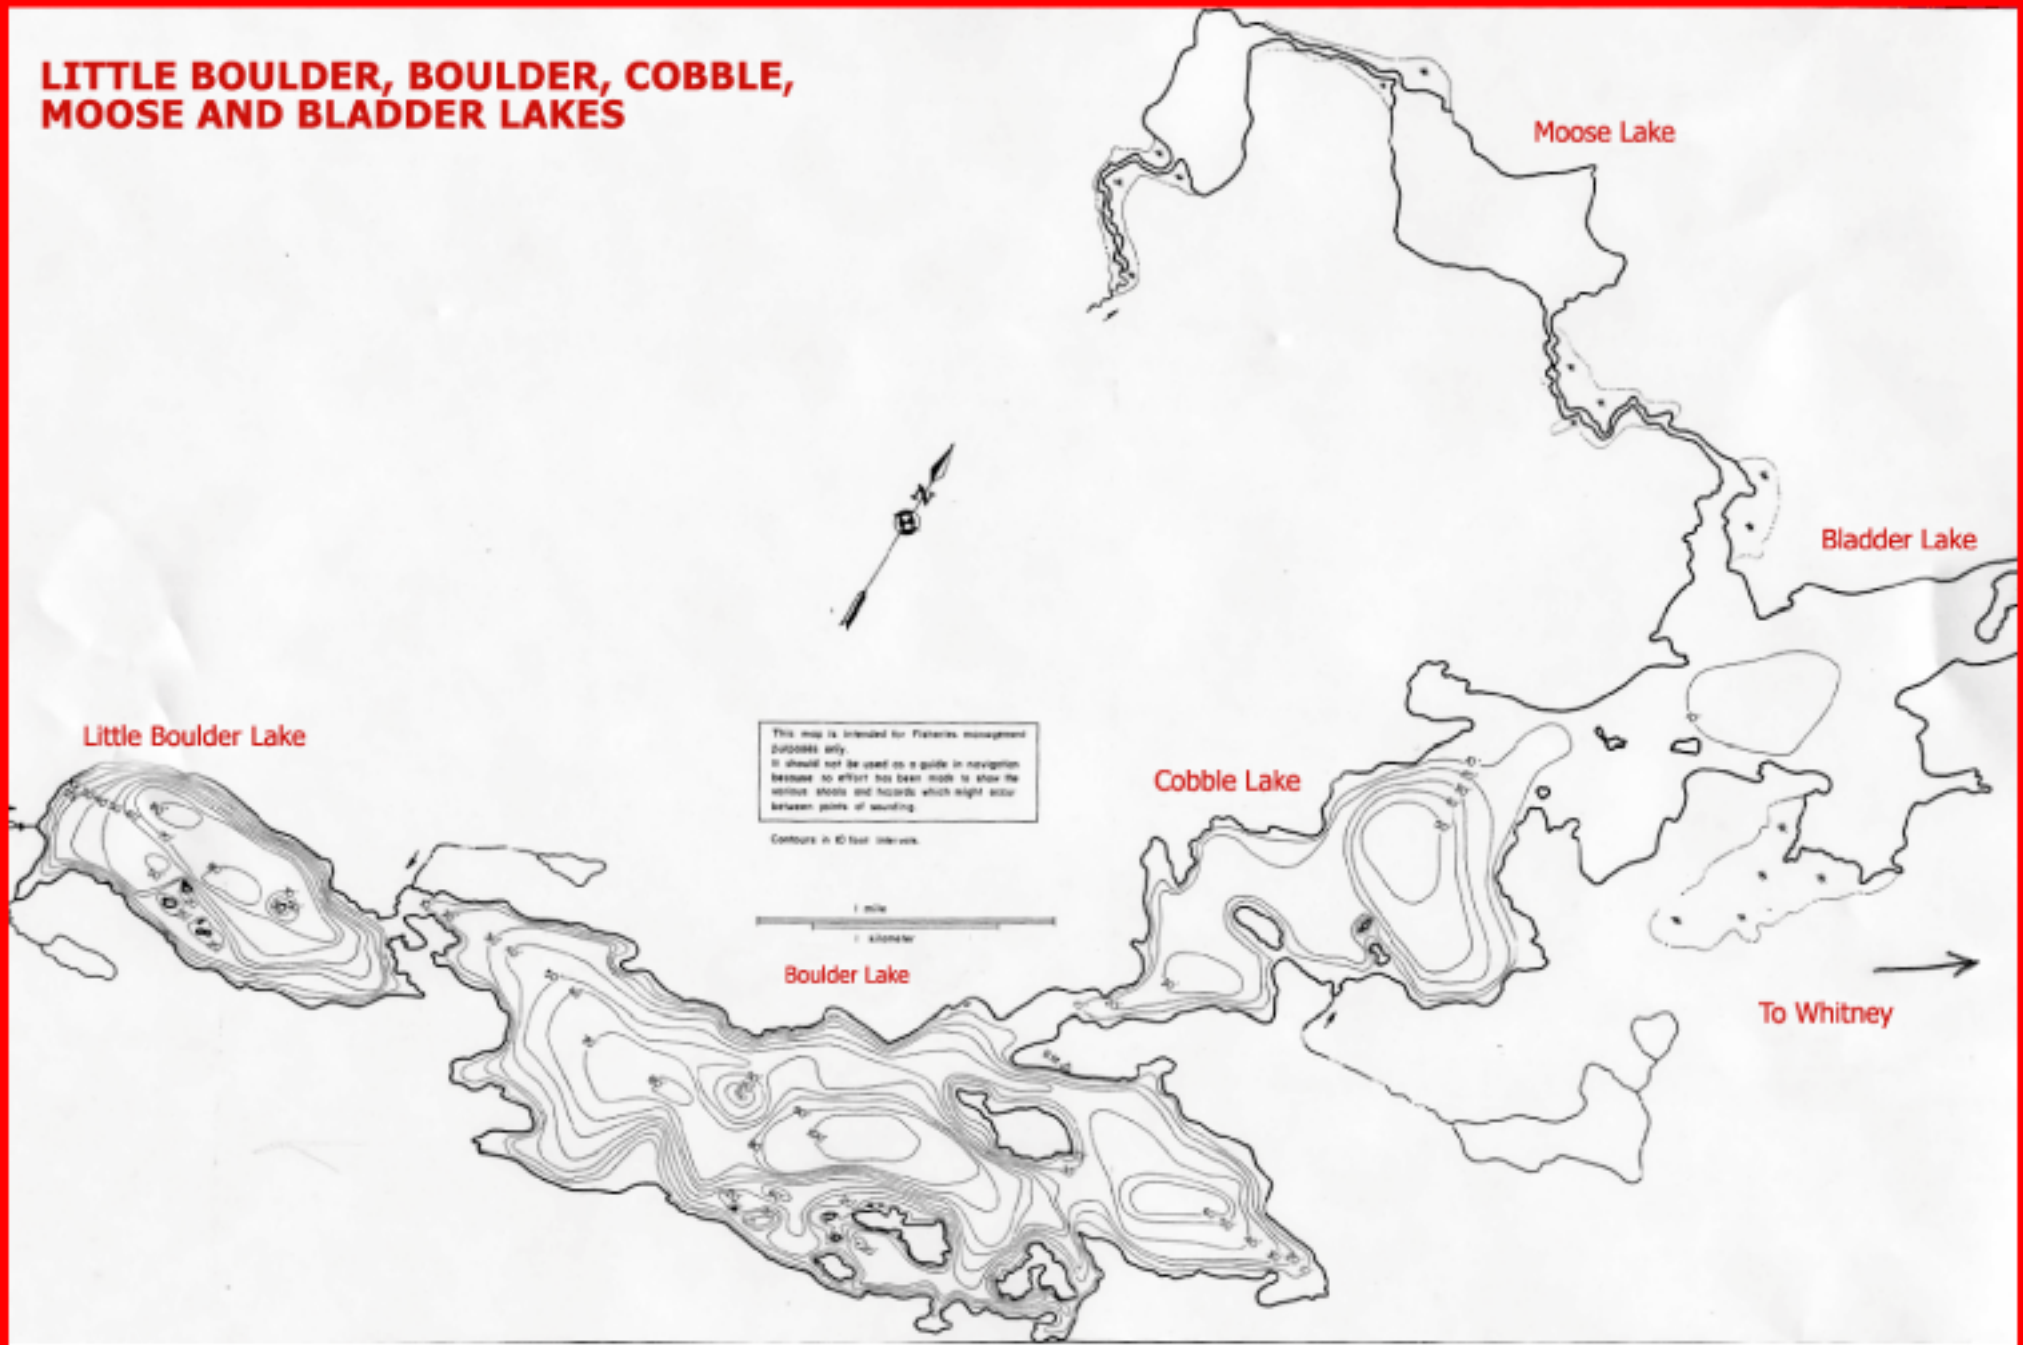 LITTLE BOULDER, BOULDER, COBBLE,
MOOSE AND BLADDER LAKES
Moose Lake
N
Bladder Lake
Little Boulder Lake
This map is intended for Fisheries management
purposes only.
It should not be used as a guide in navigation
because no effort has been made to show the
various shoals and hazards which might occur
between points of sounding.
Cobble Lake
Contours in 10 foot intervals.
1 mile
1 kilometer
Boulder Lake
To Whitney